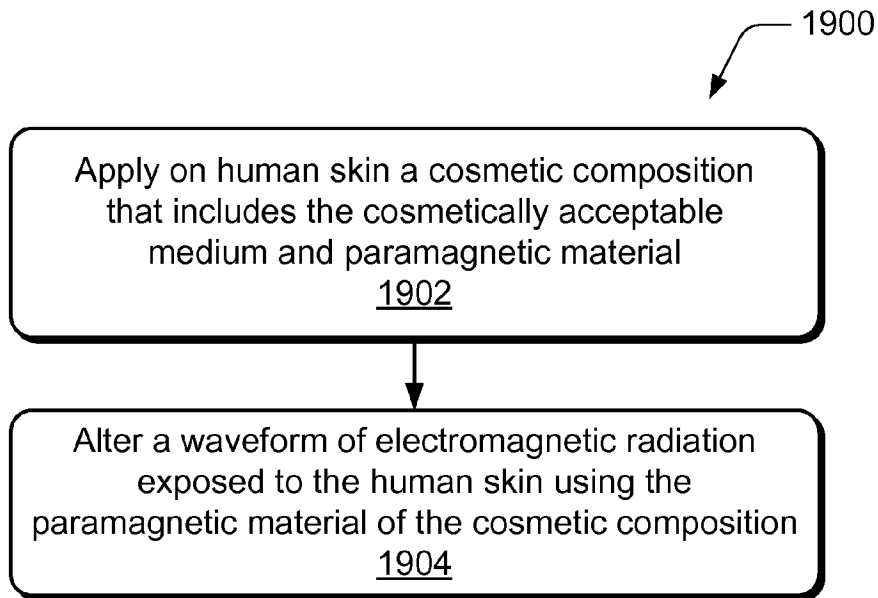 1900
Apply on human skin a cosmetic composition
that includes the cosmetically acceptable
medium and paramagnetic material
1902
Alter a waveform of electromagnetic radiation
exposed to the human skin using the
paramagnetic material of the cosmetic composition
1904